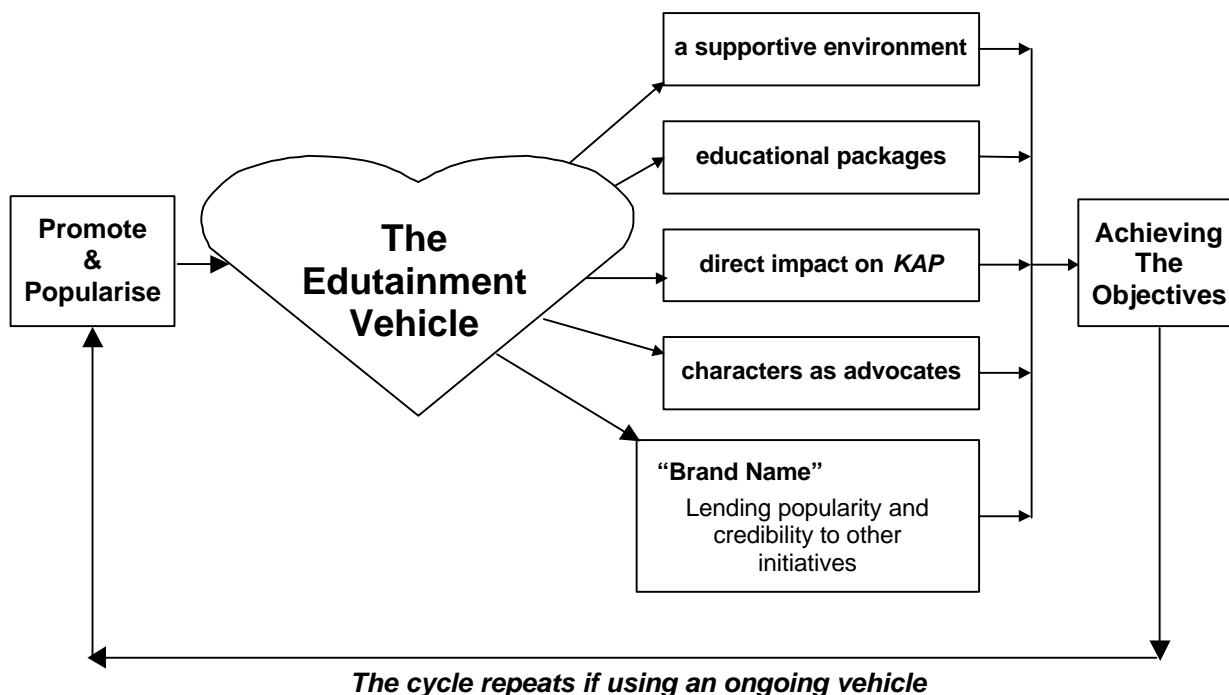 Promote
&
Popularise
The
Edutainment
Vehicle
a supportive environment
educational packages
direct impact on KAP
characters as advocates
“Brand Name”
Lending popularity and
credibility to other
initiatives
Achieving
The
Objectives
The cycle repeats if using an ongoing vehicle